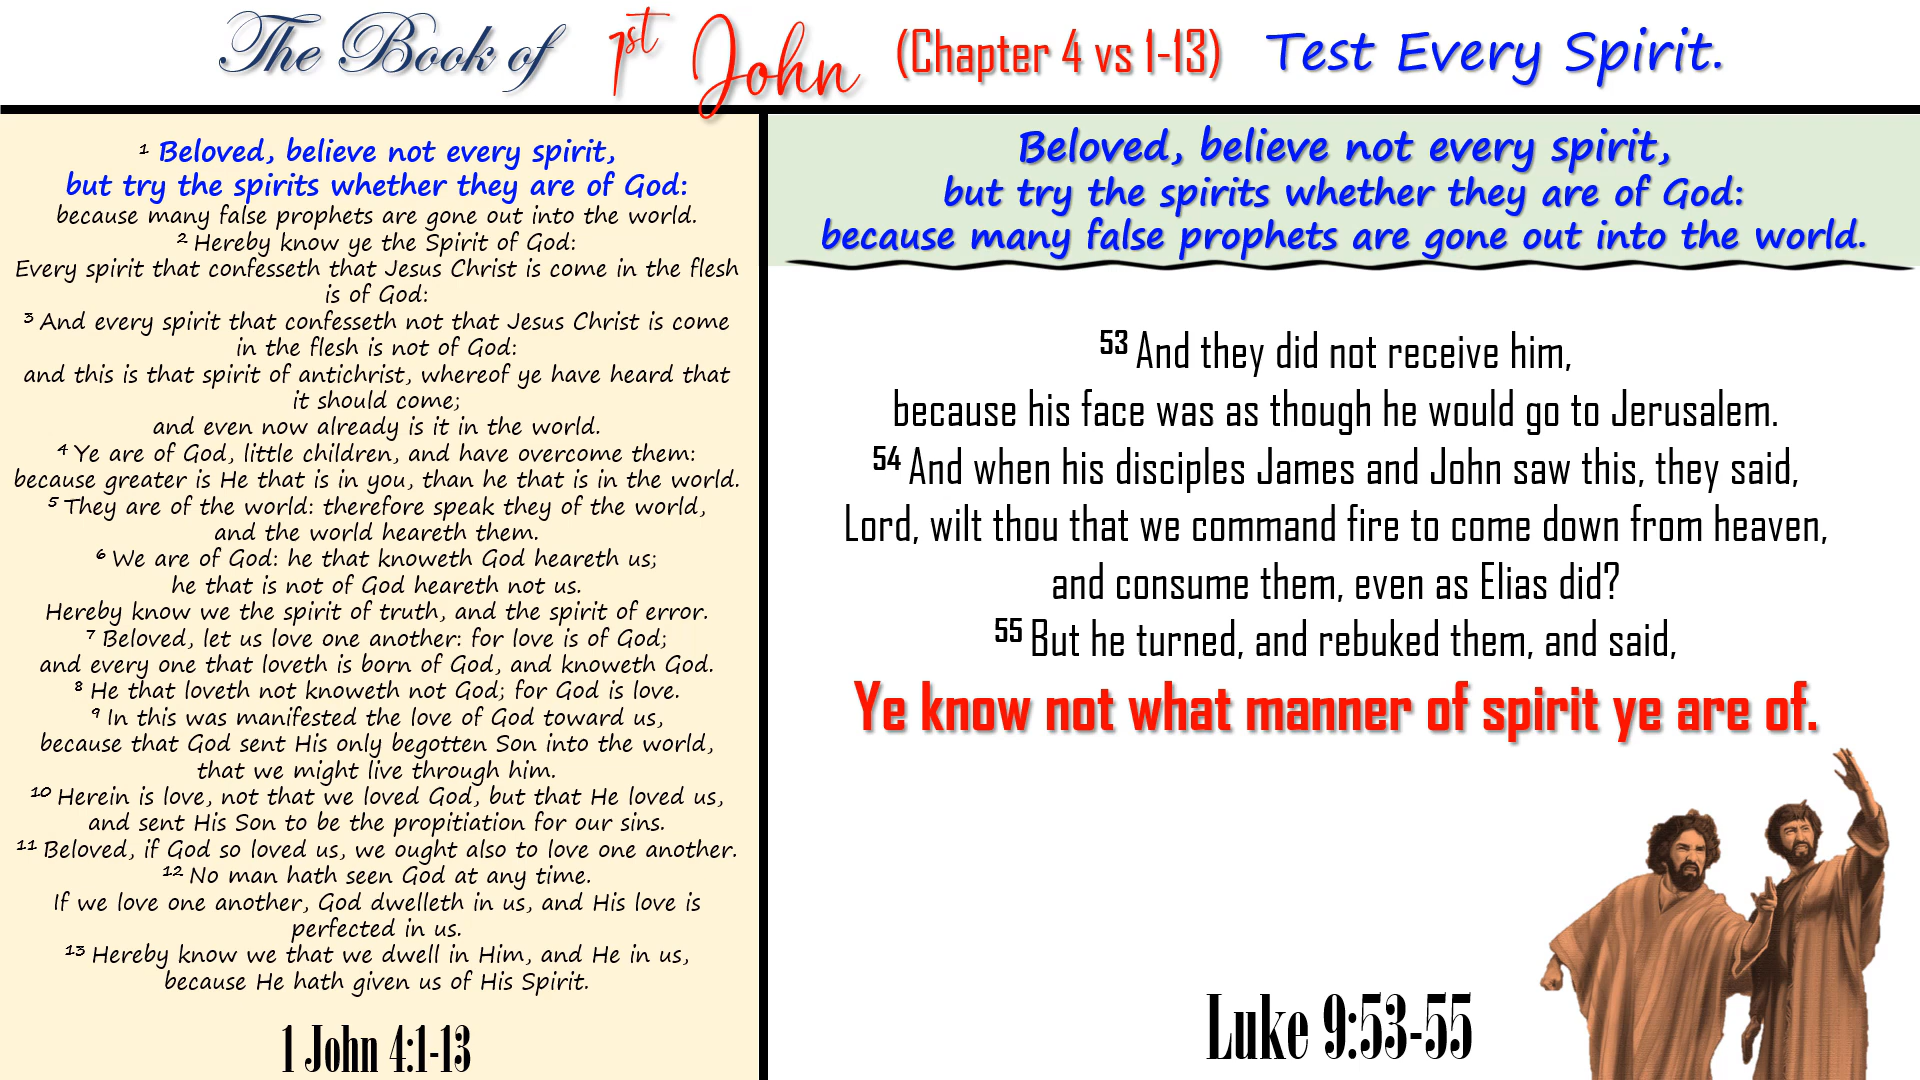 The Book of 1st John (Chapter 4 vs 1-13) Test Every Spirit.
1 Beloved, believe not every spirit,
but try the spirits whether they are of God:
because many false prophets are gone out into the world.
2 Hereby know ye the Spirit of God:
Every spirit that confesseth that Jesus Christ is come in the flesh
is of God:
3 And every spirit that confesseth not that Jesus Christ is come
in the flesh is not of God:
and this is that spirit of antichrist, whereof ye have heard that
it should come;
and even now already is it in the world.
4 Ye are of God, little children, and have overcome them:
because greater is He that is in you, than he that is in the world.
5 They are of the world: therefore speak they of the world,
and the world heareth them.
6 We are of God: he that knoweth God heareth us;
he that is not of God heareth not us.
Hereby know we the spirit of truth, and the spirit of error.
7 Beloved, let us love one another: for love is of God;
and every one that loveth is born of God, and knoweth God.
8 He that loveth not knoweth not God; for God is love.
9 In this was manifested the love of God toward us,
because that God sent His only begotten Son into the world,
that we might live through him.
10 Herein is love, not that we loved God, but that He loved us,
and sent His Son to be the propitiation for our sins.
11 Beloved, if God so loved us, we ought also to love one another.
12 No man hath seen God at any time.
If we love one another, God dwelleth in us, and His love is
perfected in us.
13 Hereby know we that we dwell in Him, and He in us,
because He hath given us of His Spirit.
1 John 4:1-13
Beloved, believe not every spirit,
but try the spirits whether they are of God:
because many false prophets are gone out into the world.
53 And they did not receive him,
because his face was as though he would go to Jerusalem.
54 And when his disciples James and John saw this, they said,
Lord, wilt thou that we command fire to come down from heaven,
and consume them, even as Elias did?
55 But he turned, and rebuked them, and said,
Ye know not what manner of spirit ye are of.
Luke 9:53-55